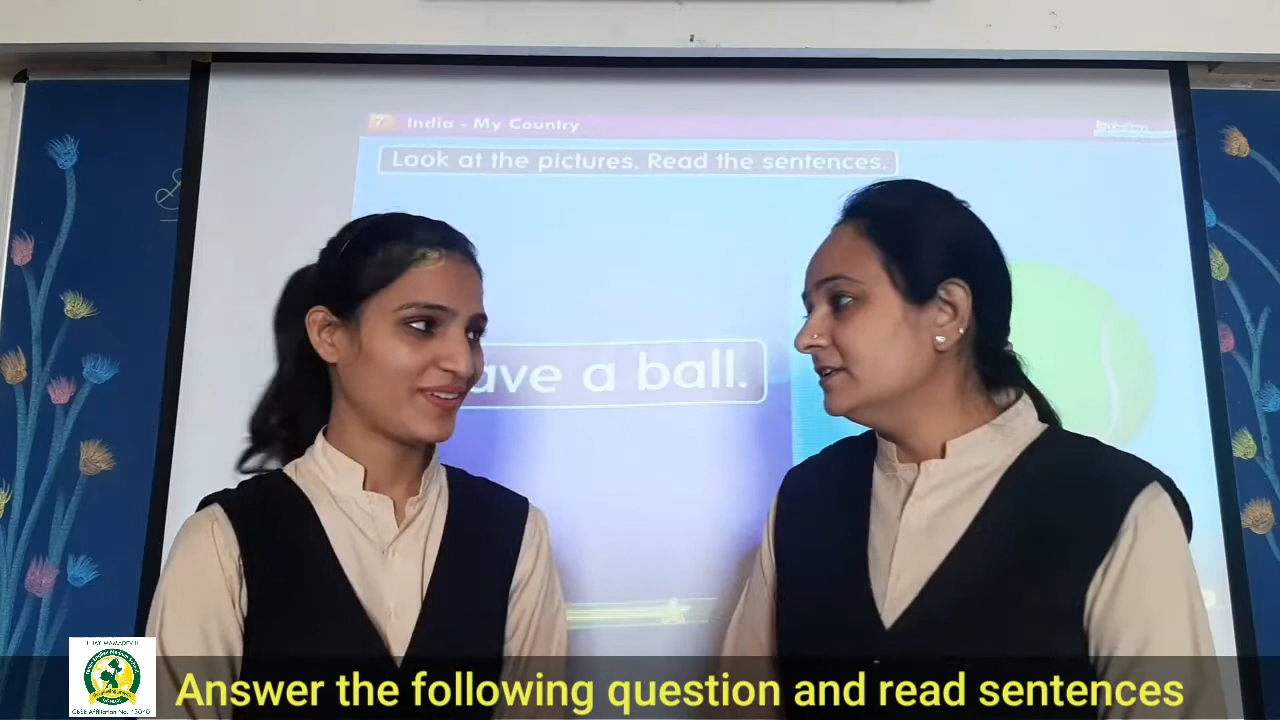 7 India - My Country
Look at the pictures. Read the sentences.
ave a ball.
Answer the following question and read sentences